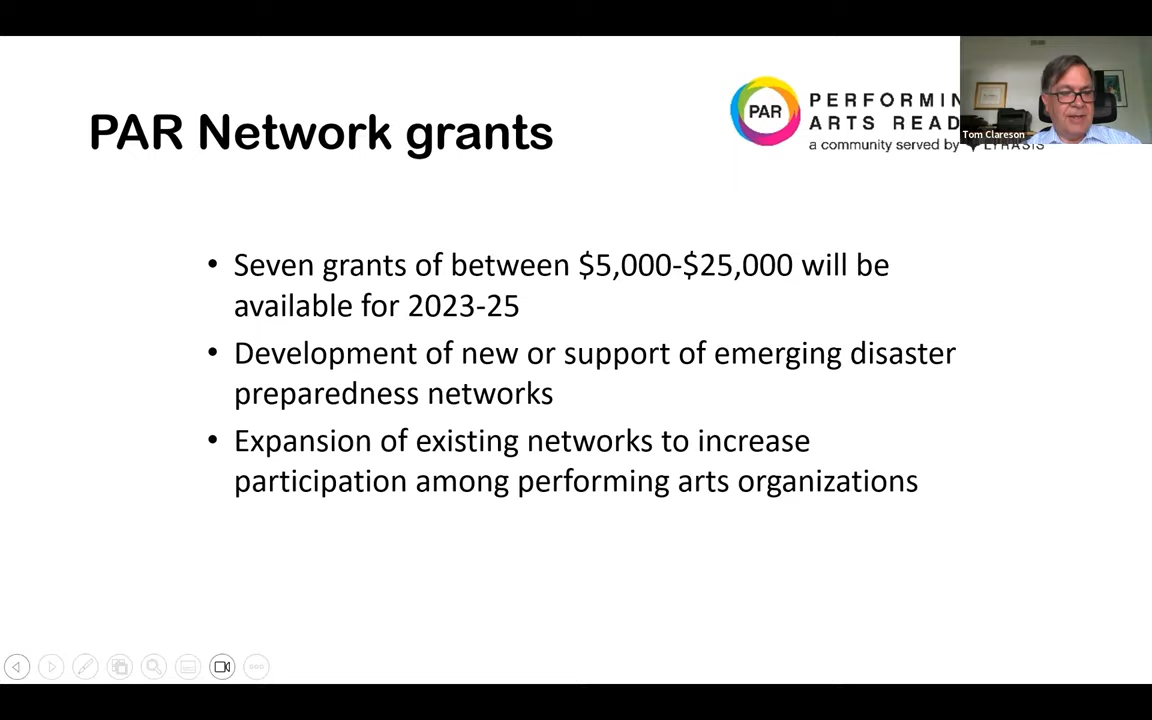 PAR Network grants
PAR
PERFORMIN
ARTS READ
a community served by
Tom Clareson
• Seven grants of between $5,000-$25,000 will be
available for 2023-25
• Development of new or support of emerging disaster
preparedness networks
• Expansion of existing networks to increase
participation among performing arts organizations